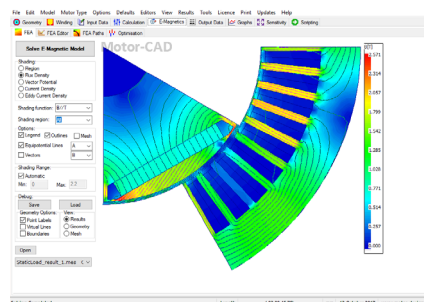 File Edit Model Motor Type Options Defaults Editors View Results Tools Licence Print Updates
Geometry Winding Input Data Calculation E-Magnetics Output Data Graphs Sensitivity Scripting
FEA FEA Editor FEA Paths Optimisation
Solve E-Magnetic Model
Motor-CAD
Shading:
Region
Flux Density
Vector Potential
Current Density
Eddy Current Density
Shading function: B/T
Shading region:
Options:
Legend Outlines Mesh
Equipotential Lines A
Vectors B
Shading Range:
Automatic
Min: 0 Max: 2.2
Debug:
Save Load
Geometry Options: View:
Point Labels Results
Virtual Lines Geometry
Boundaries Mesh
Open
StaticLoad_result_1.mes
2.571
2.314
1.799
1.542
1.285
1.028
0.771
0.514
0.257
0.000